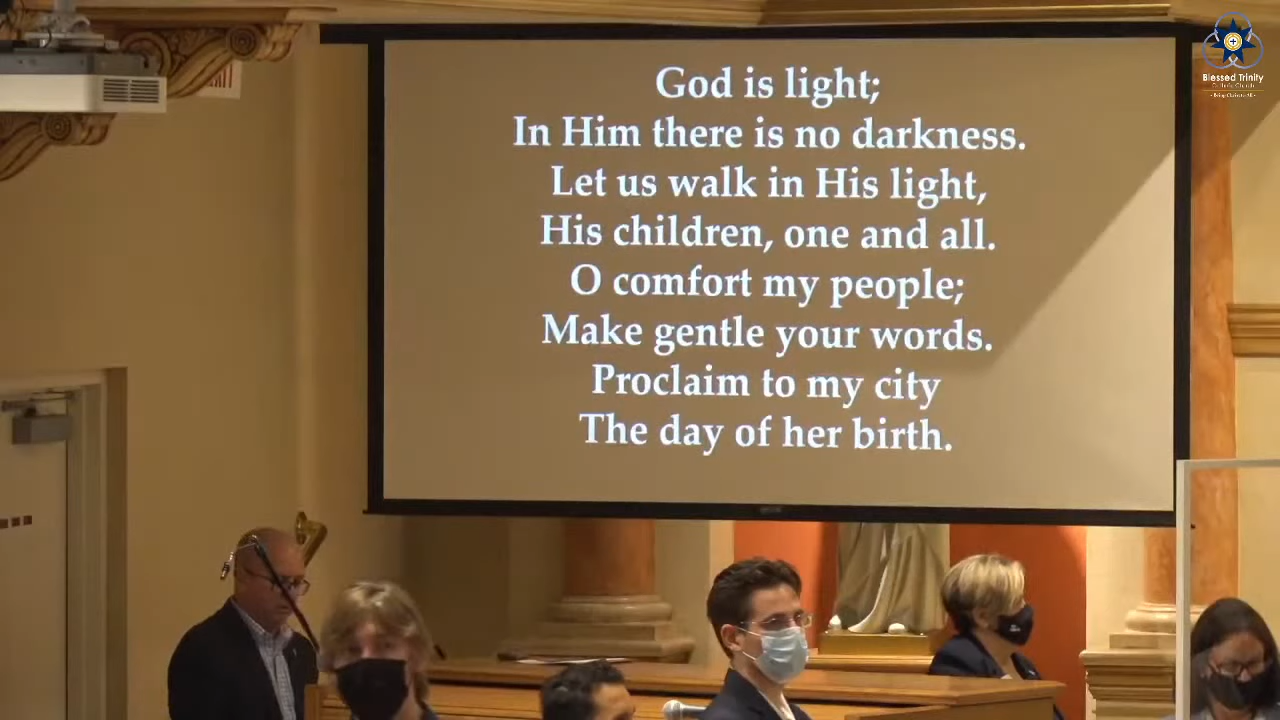 God is light;
In Him there is no darkness.
Let us walk in His light,
His children, one and all.
O comfort my people;
Make gentle your words.
Proclaim to my city
The day of her birth.
Blessed Trinity
Catholic Church